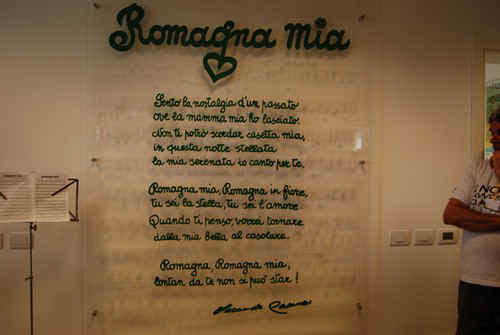 Romagna mia
Sento la nostalgia d'un passato
ove la mamma mia ho lasciato.
Non ti potrò scordar casetta mia,
in questa notte stellata
la mia serenata io canto per te.
Romagna mia, Romagna in fiore,
tu sei la stella, tu sei l'amore.
Quando ti penso, vorrei tornare
dalla mia bella al casolare.
Romagna, Romagna mia,
lontan da te non si può star!